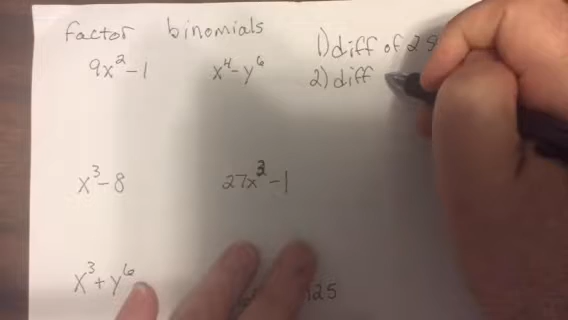 factor binomials
1) diff of 2 s
9x² - 1
x⁴ - y⁶
2) diff
x³ - 8
27x³ - 1
x³ + y⁶
125